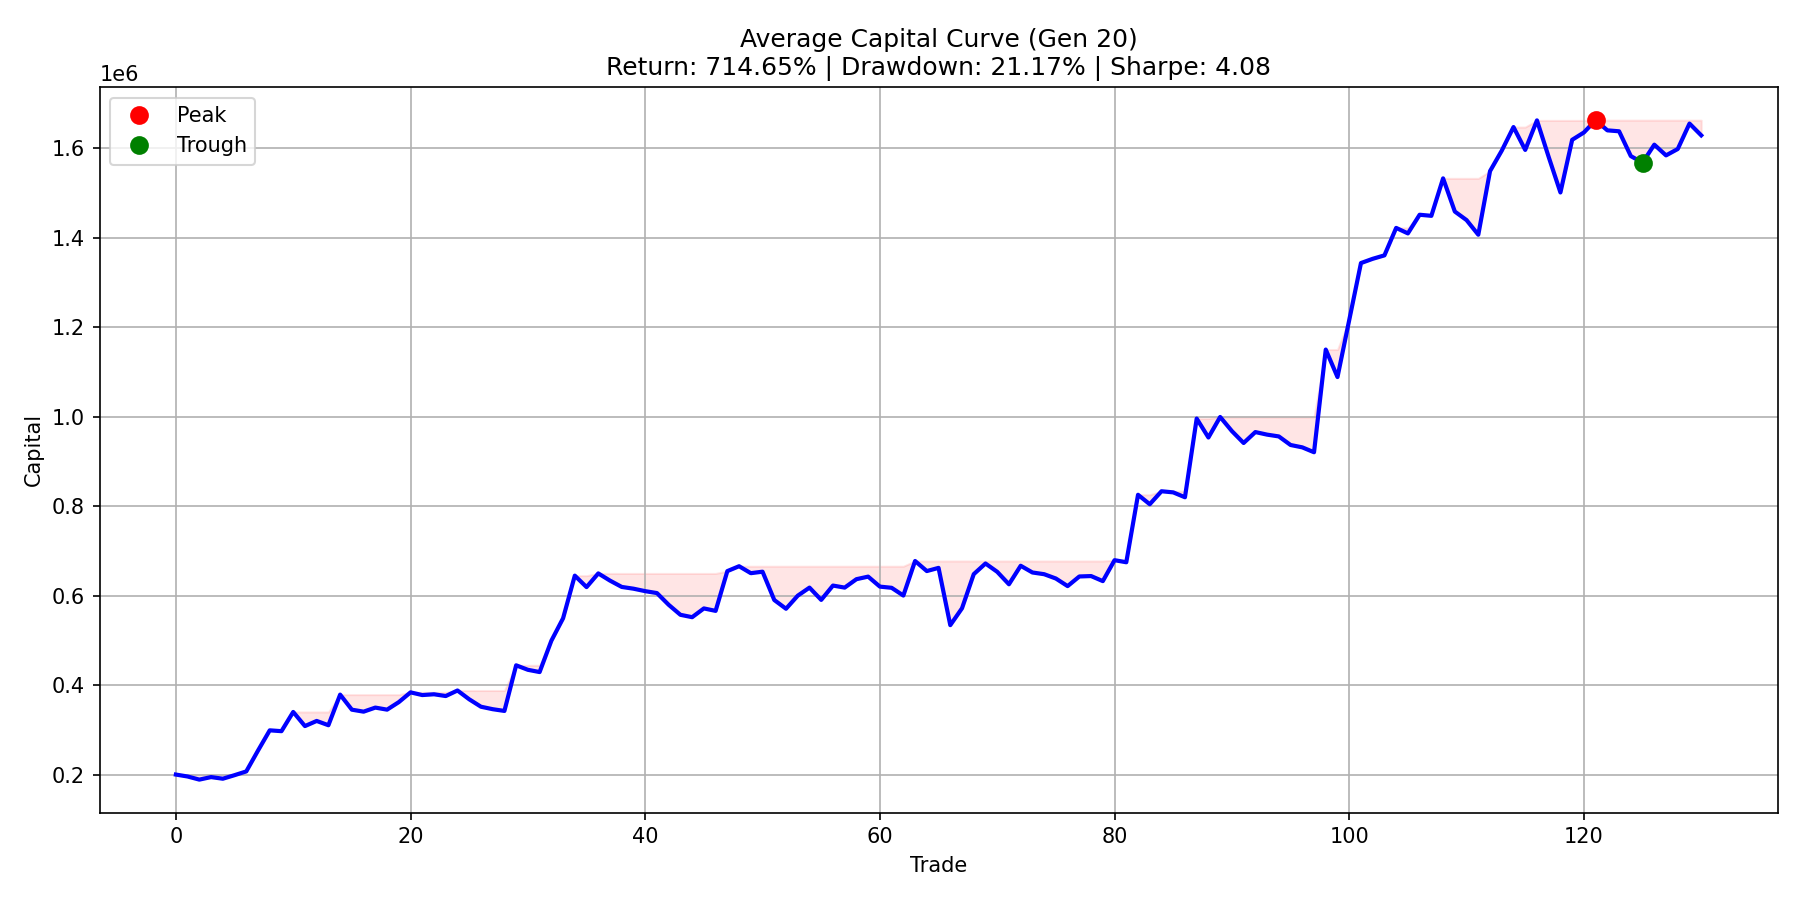 Average Capital Curve (Gen 20)
Return: 714.65% | Drawdown: 21.17% | Sharpe: 4.08
1e6
Peak
Trough
1.6
1.4
1.2
1.0
0.8
0.6
0.4
0.2
Capital
0 20 40 60 80 100 120
Trade